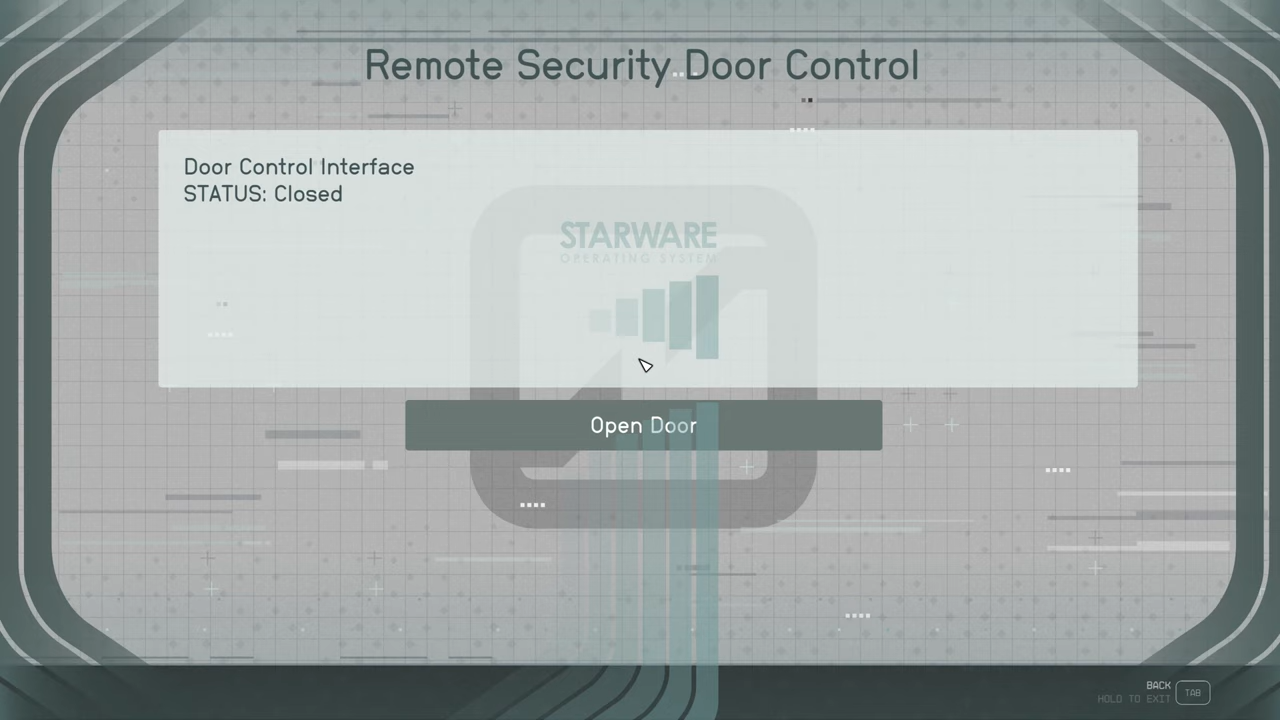 Remote Security Door Control
Door Control Interface
STATUS: Closed
STARWARE
OPERATING SYSTEM
Open Door
BACK
HOLD TO EXIT
TAB